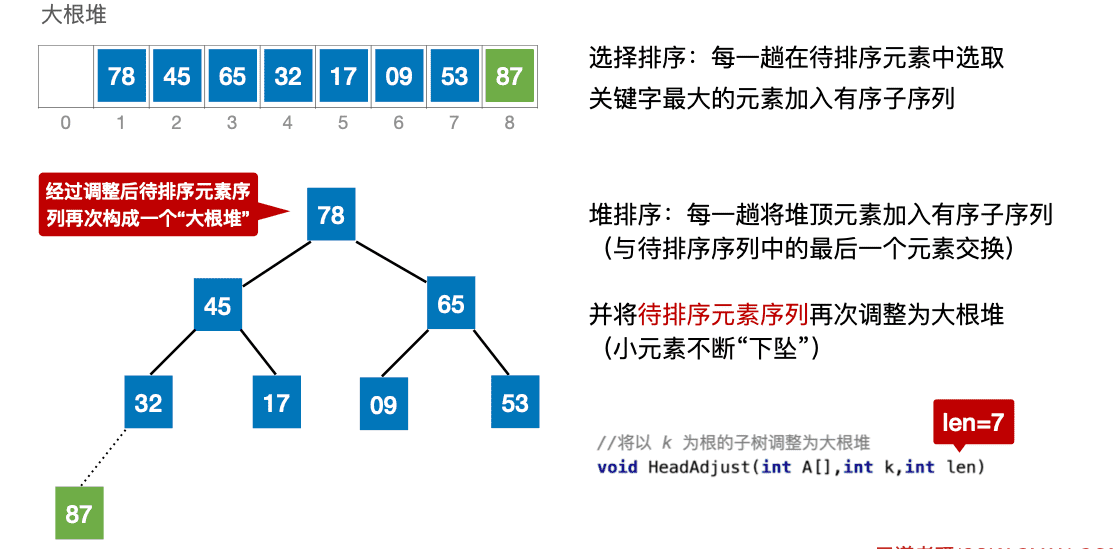 大根堆
78 45 65 32 17 09 53 87
0 1 2 3 4 5 6 7 8
选择排序：每一趟在待排序元素中选取
关键字最大的元素加入有序子序列
经过调整后待排序元素序
列再次构成一个“大根堆”
78
45 65
32 17 09 53
87
堆排序：每一趟将堆顶元素加入有序子序列
（与待排序序列中的最后一个元素交换）
并将待排序元素序列再次调整为大根堆
（小元素不断“下坠”）
len=7
//将以 k 为根的子树调整为大根堆
void HeadAdjust(int A[],int k,int len)